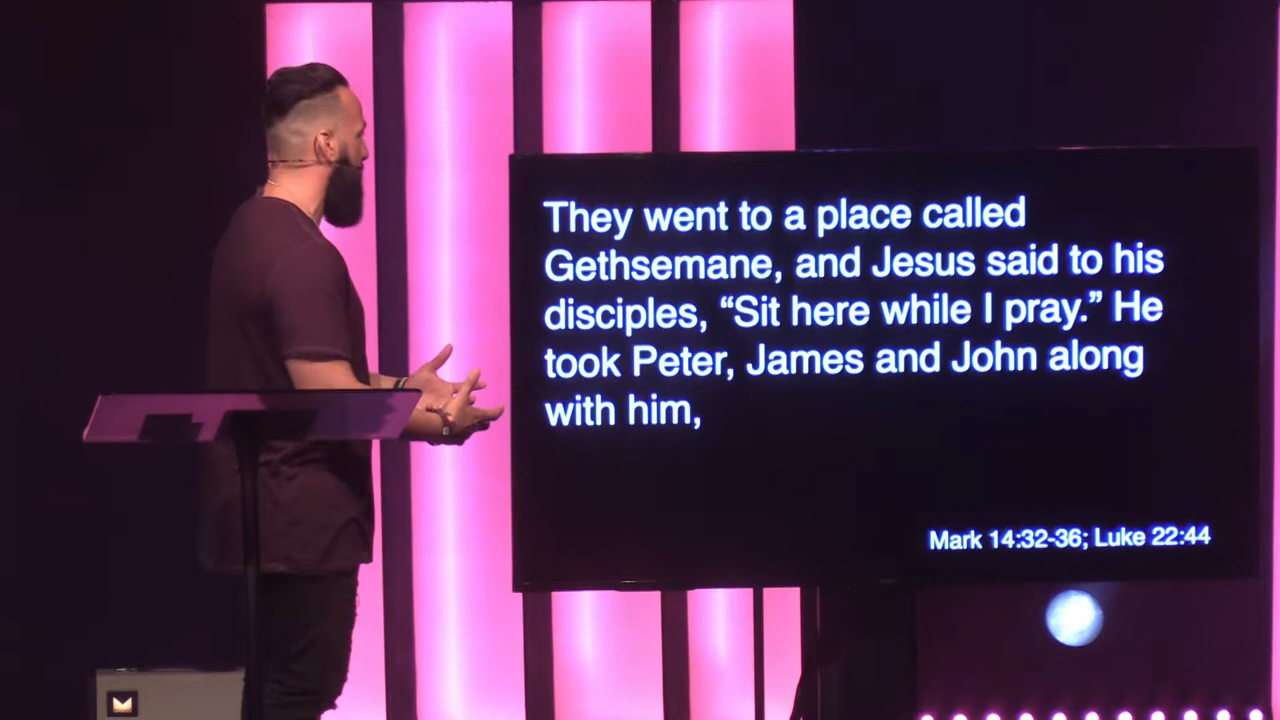 They went to a place called
Gethsemane, and Jesus said to his
disciples, “Sit here while I pray.” He
took Peter, James and John along
with him,
Mark 14:32-36; Luke 22:44